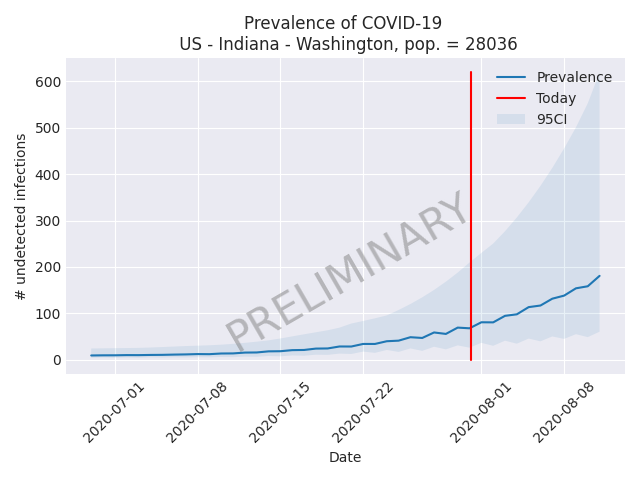 Prevalence of COVID-19
US - Indiana - Washington, pop. = 28036
# undetected infections
600
500
400
300
200
100
0
Prevalence
Today
95CI
PRELIMINARY
2020-07-01
2020-07-08
2020-07-15
2020-07-22
2020-08-01
2020-08-08
Date